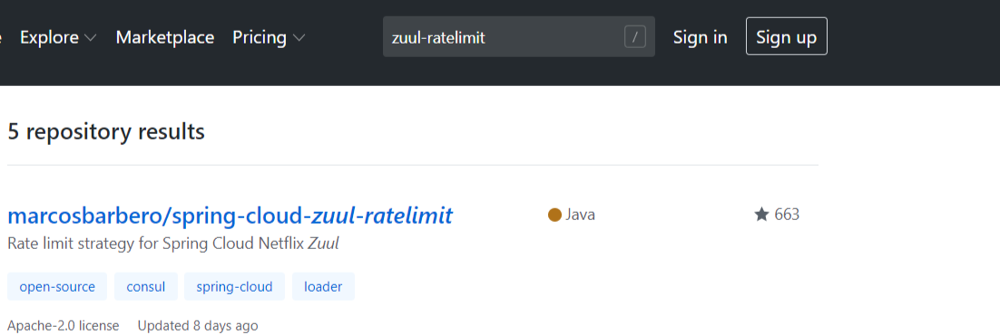 Explore Marketplace Pricing zuul-ratelimit / Sign in Sign up
5 repository results
marcosbarbero/spring-cloud-zuul-ratelimit Java 663
Rate limit strategy for Spring Cloud Netflix Zuul
open-source consul spring-cloud loader
Apache-2.0 license Updated 8 days ago